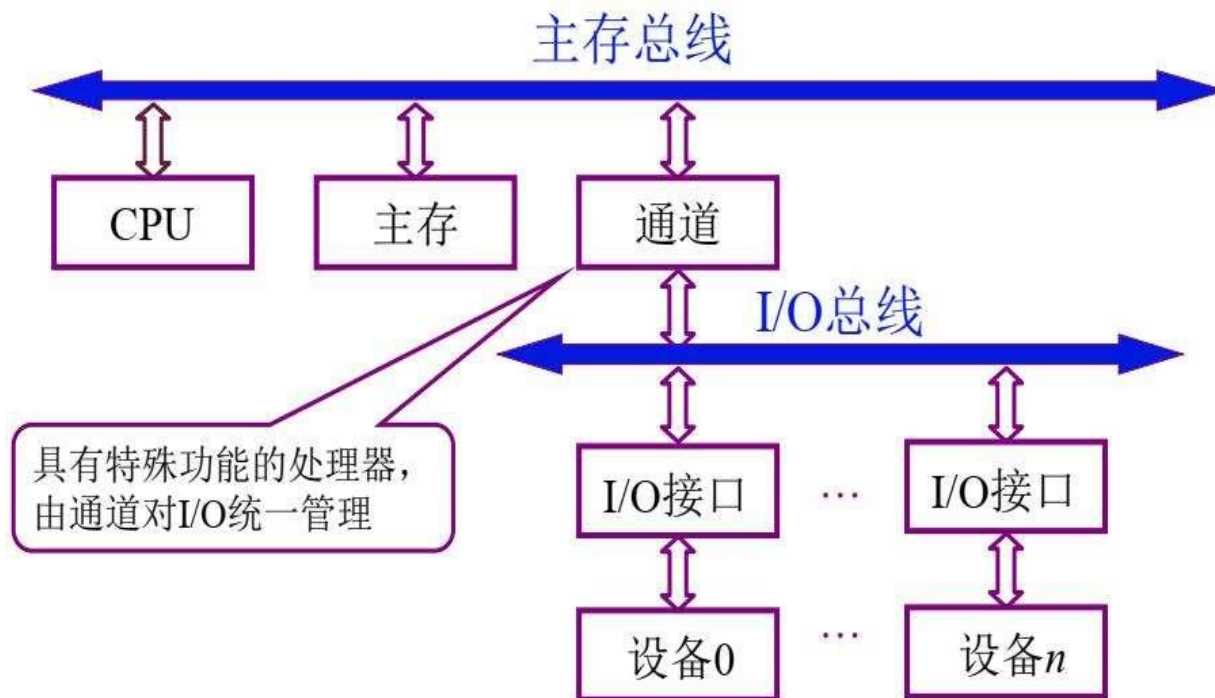 主存总线
CPU
主存
通道
I/O总线
具有特殊功能的处理器，
由通道对I/O统一管理
I/O接口
…
I/O接口
设备0
…
设备n